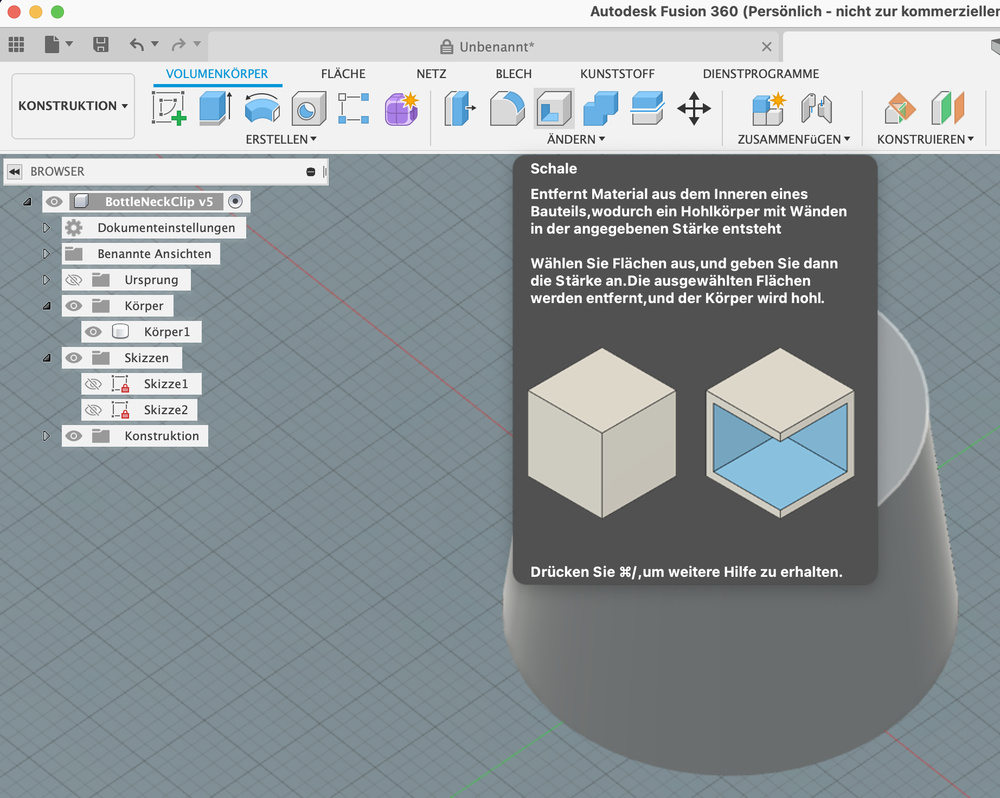 Autodesk Fusion 360 (Persönlich - nicht zur kommerzieller
Unbenannt*
KONSTRUKTION
VOLUMENKÖRPER FLÄCHE NETZ BLECH KUNSTSTOFF DIENSTPROGRAMME
ERSTELLEN ÄNDERN ZUSAMMENFüGEN KONSTRUIEREN
BROWSER
BottleNeckClip v5
Dokumenteinstellungen
Benannte Ansichten
Ursprung
Körper
Körper1
Skizzen
Skizze1
Skizze2
Konstruktion
Schale
Entfernt Material aus dem Inneren eines
Bauteils,wodurch ein Hohlkörper mit Wänden
in der angegebenen Stärke entsteht
Wählen Sie Flächen aus,und geben Sie dann
die Stärke an.Die ausgewählten Flächen
werden entfernt,und der Körper wird hohl.
Drücken Sie ⌘/,um weitere Hilfe zu erhalten.